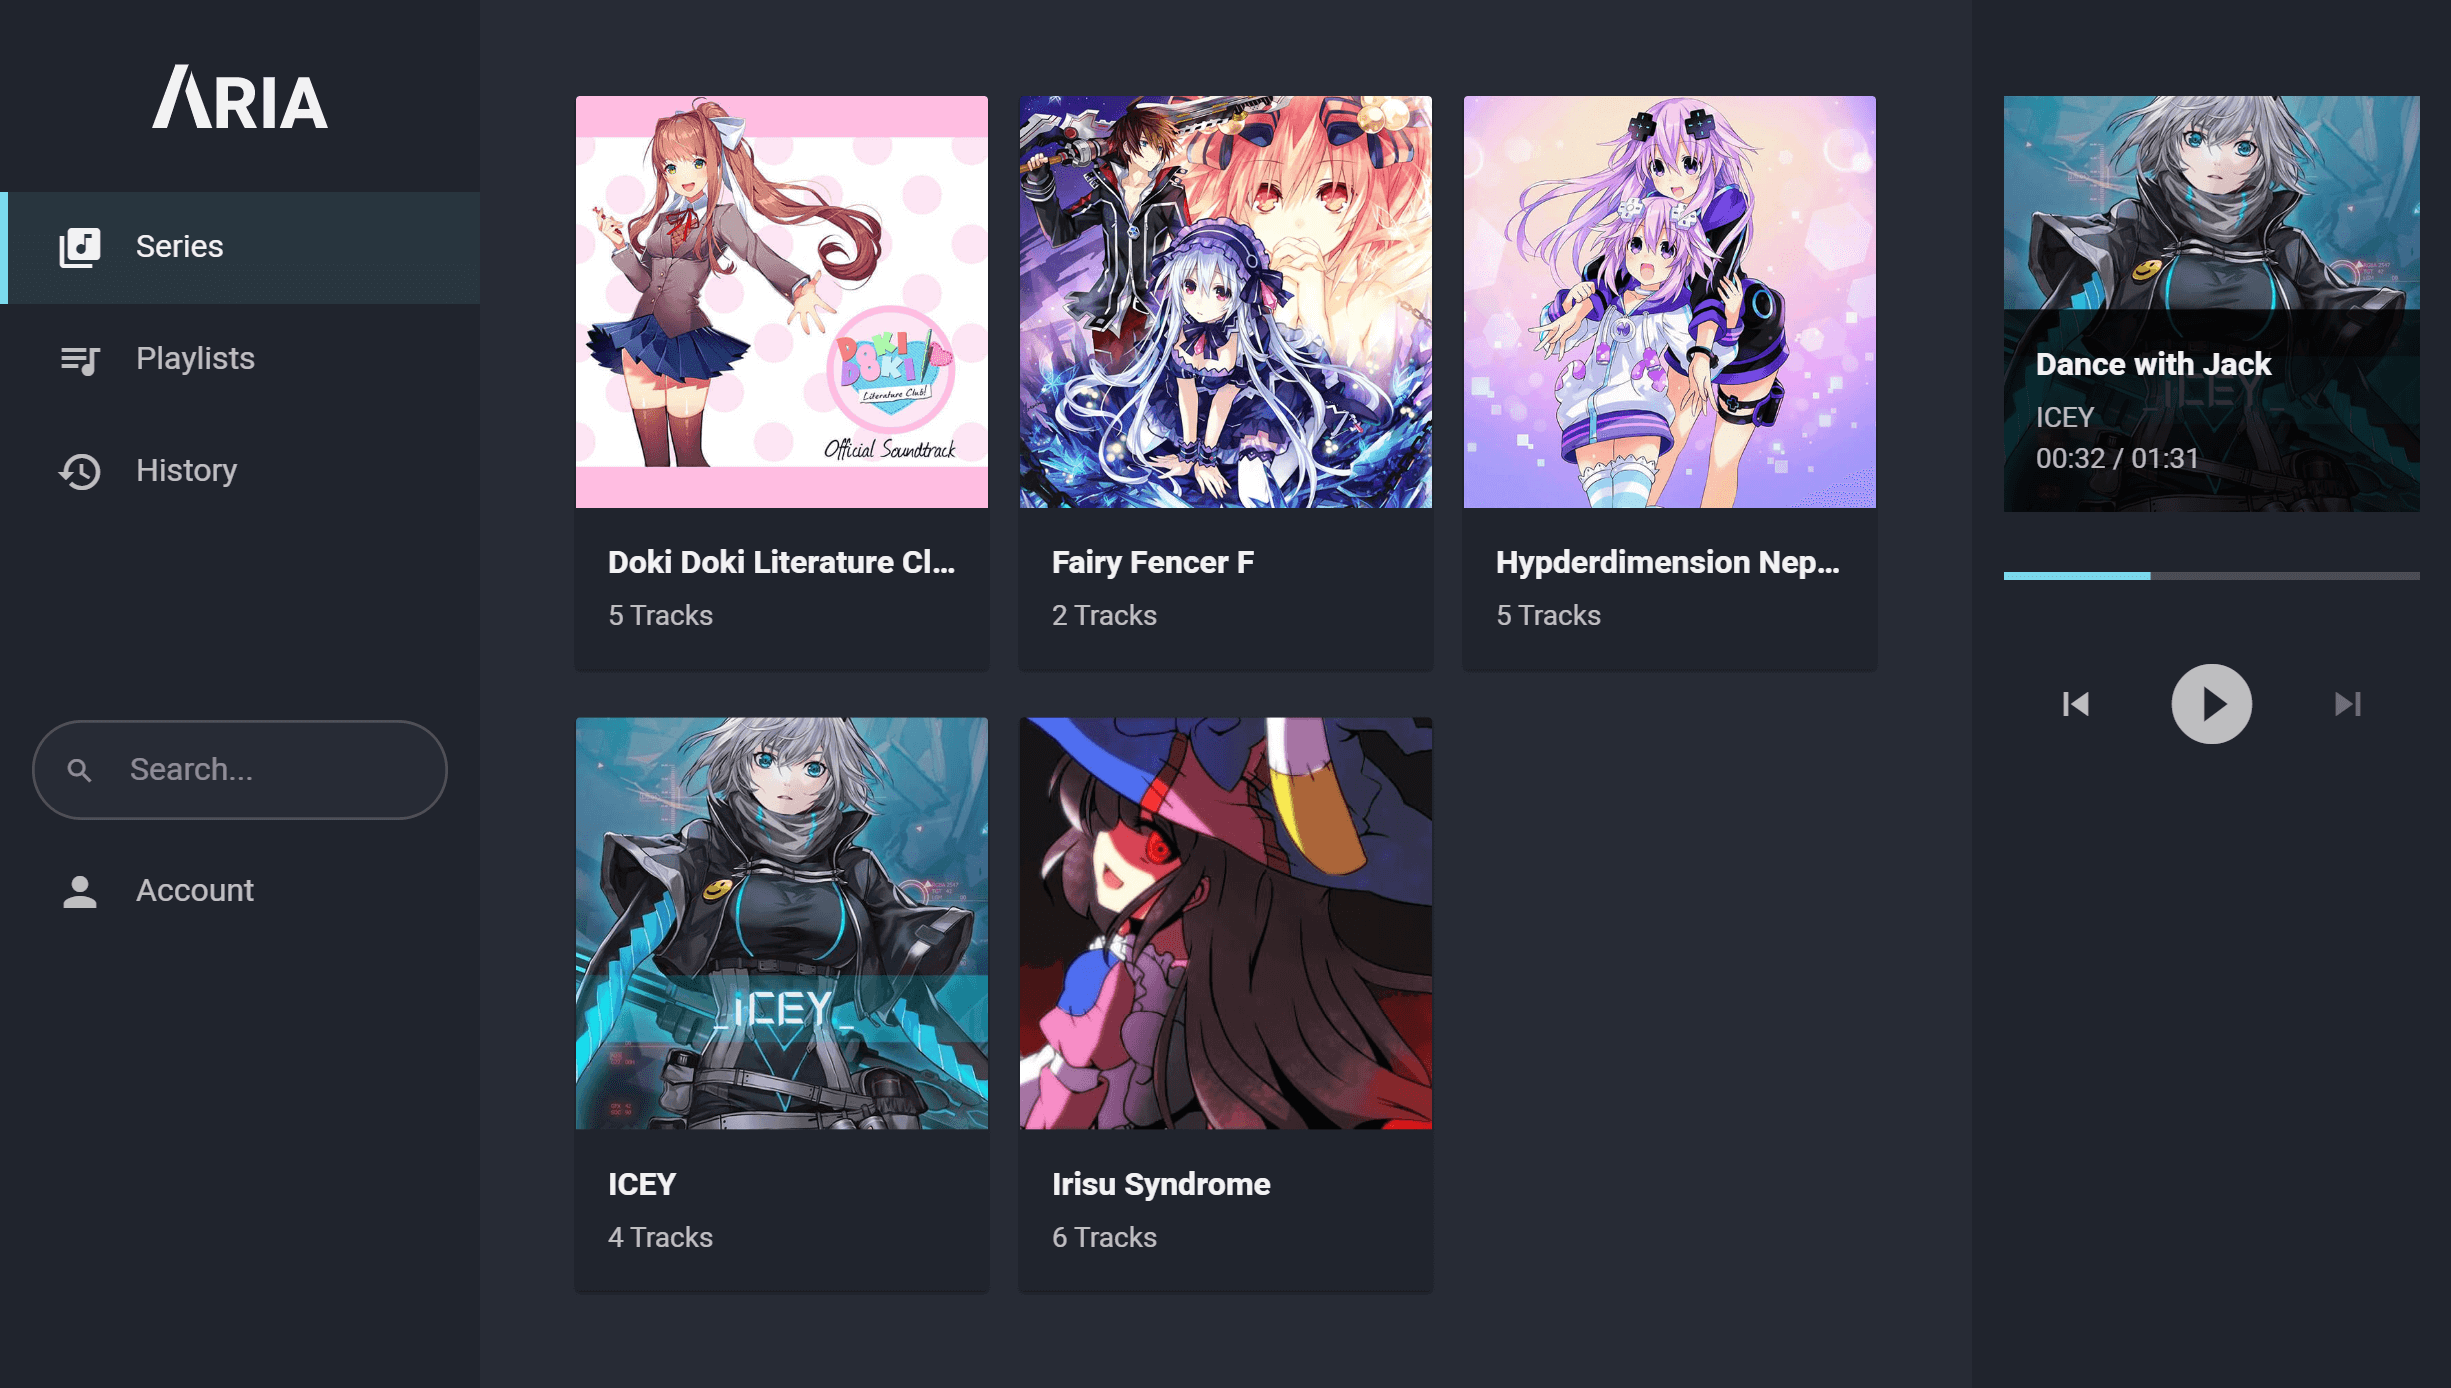 ARIA
Series
Playlists
History
Search...
Account
DOKI
DOKI
Literature Club!
Official Soundtrack
Doki Doki Literature Cl...
5 Tracks
Fairy Fencer F
2 Tracks
Hypderdimension Nep...
5 Tracks
_iCEY_
ICEY
4 Tracks
Irisu Syndrome
6 Tracks
Dance with Jack
_iCEY_
ICEY
00:32 / 01:31